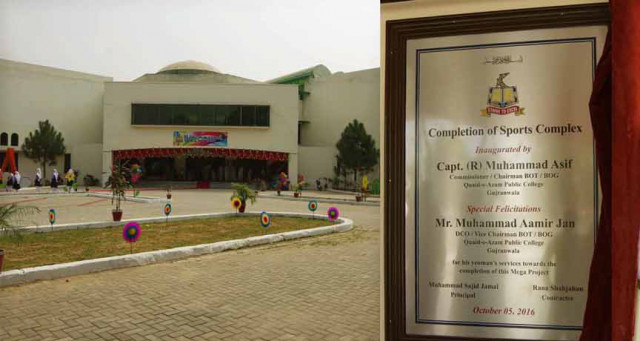 Welcome
Completion of Sports Complex
Inaugurated by
Capt. (R) Muhammad Asif
Commissioner / Chairman BOT / BOG
Quaid-e-Azam Public College
Gujranwala
Special Felicitations
Mr. Muhammad Aamir Jan
DCO / Vice Chairman BOT / BOG
Quaid-e-Azam Public College
Gujranwala
for his youman's services towards the
completion of this Mega Project
Muhammad Sajid Jamal Rana Shahjahan
Principal Contractor
October 05, 2016